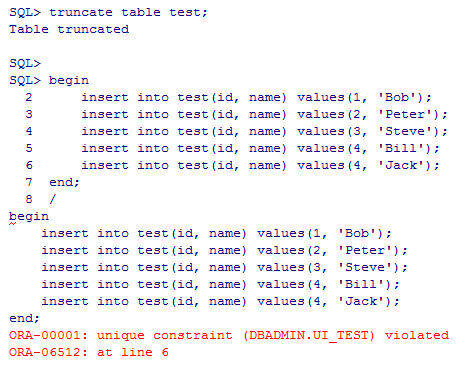 SQL> truncate table test;
Table truncated
SQL>
SQL> begin
2 insert into test(id, name) values(1, 'Bob');
3 insert into test(id, name) values(2, 'Peter');
4 insert into test(id, name) values(3, 'Steve');
5 insert into test(id, name) values(4, 'Bill');
6 insert into test(id, name) values(4, 'Jack');
7 end;
8 /
begin
insert into test(id, name) values(1, 'Bob');
insert into test(id, name) values(2, 'Peter');
insert into test(id, name) values(3, 'Steve');
insert into test(id, name) values(4, 'Bill');
insert into test(id, name) values(4, 'Jack');
end;
ORA-00001: unique constraint (DBADMIN.UI_TEST) violated
ORA-06512: at line 6